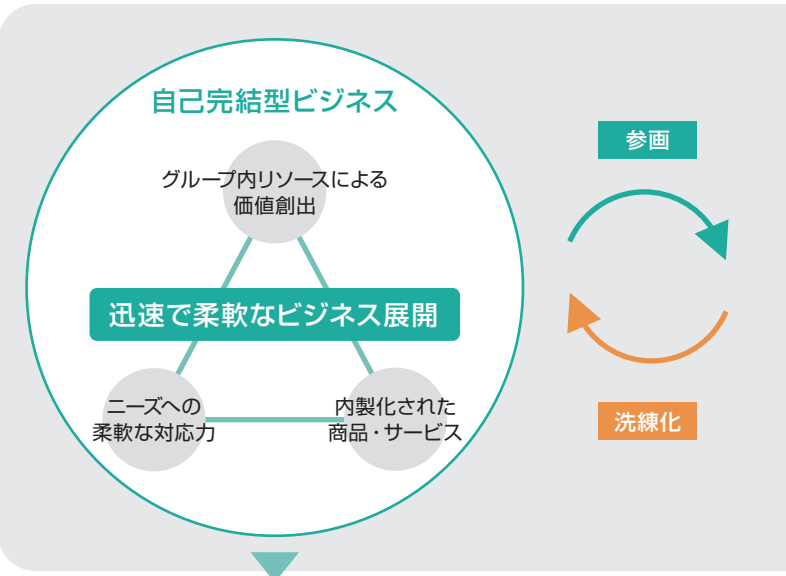 自己完結型ビジネス
グループ内リソースによる
価値創出
迅速で柔軟なビジネス展開
ニーズへの
柔軟な対応力
内製化された
商品・サービス
参画
洗練化